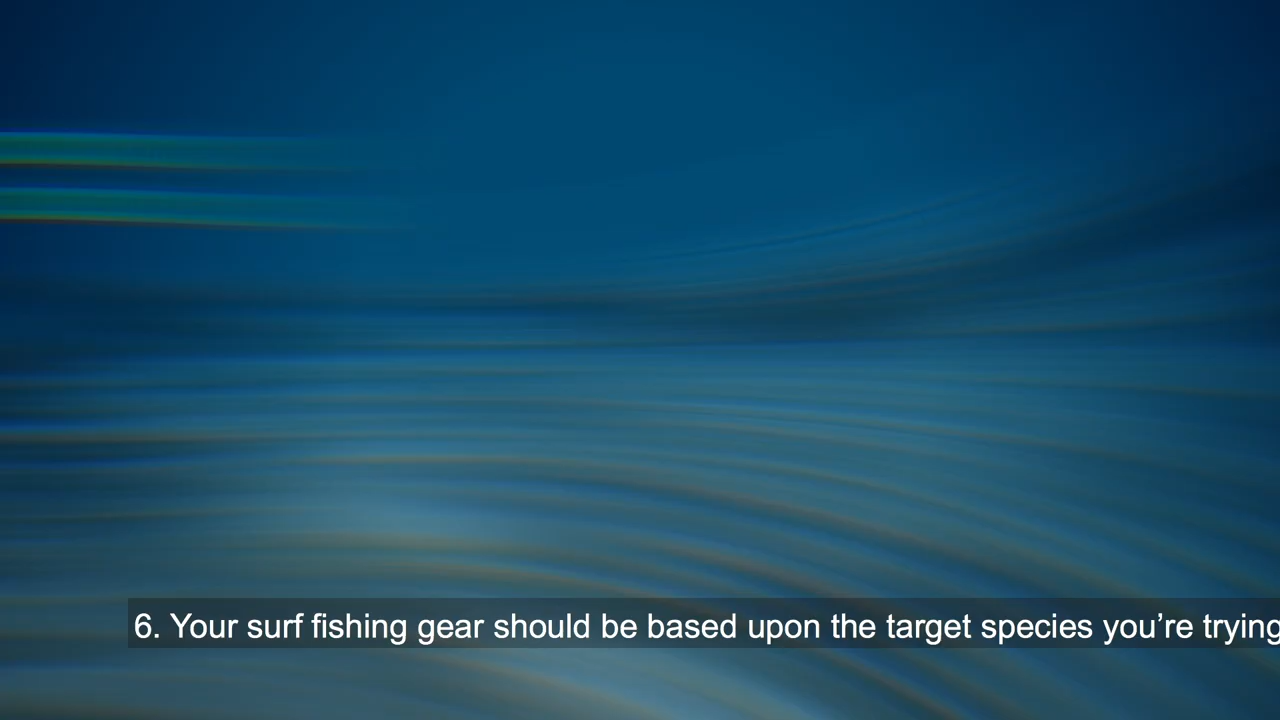 6. Your surf fishing gear should be based upon the target species you’re trying